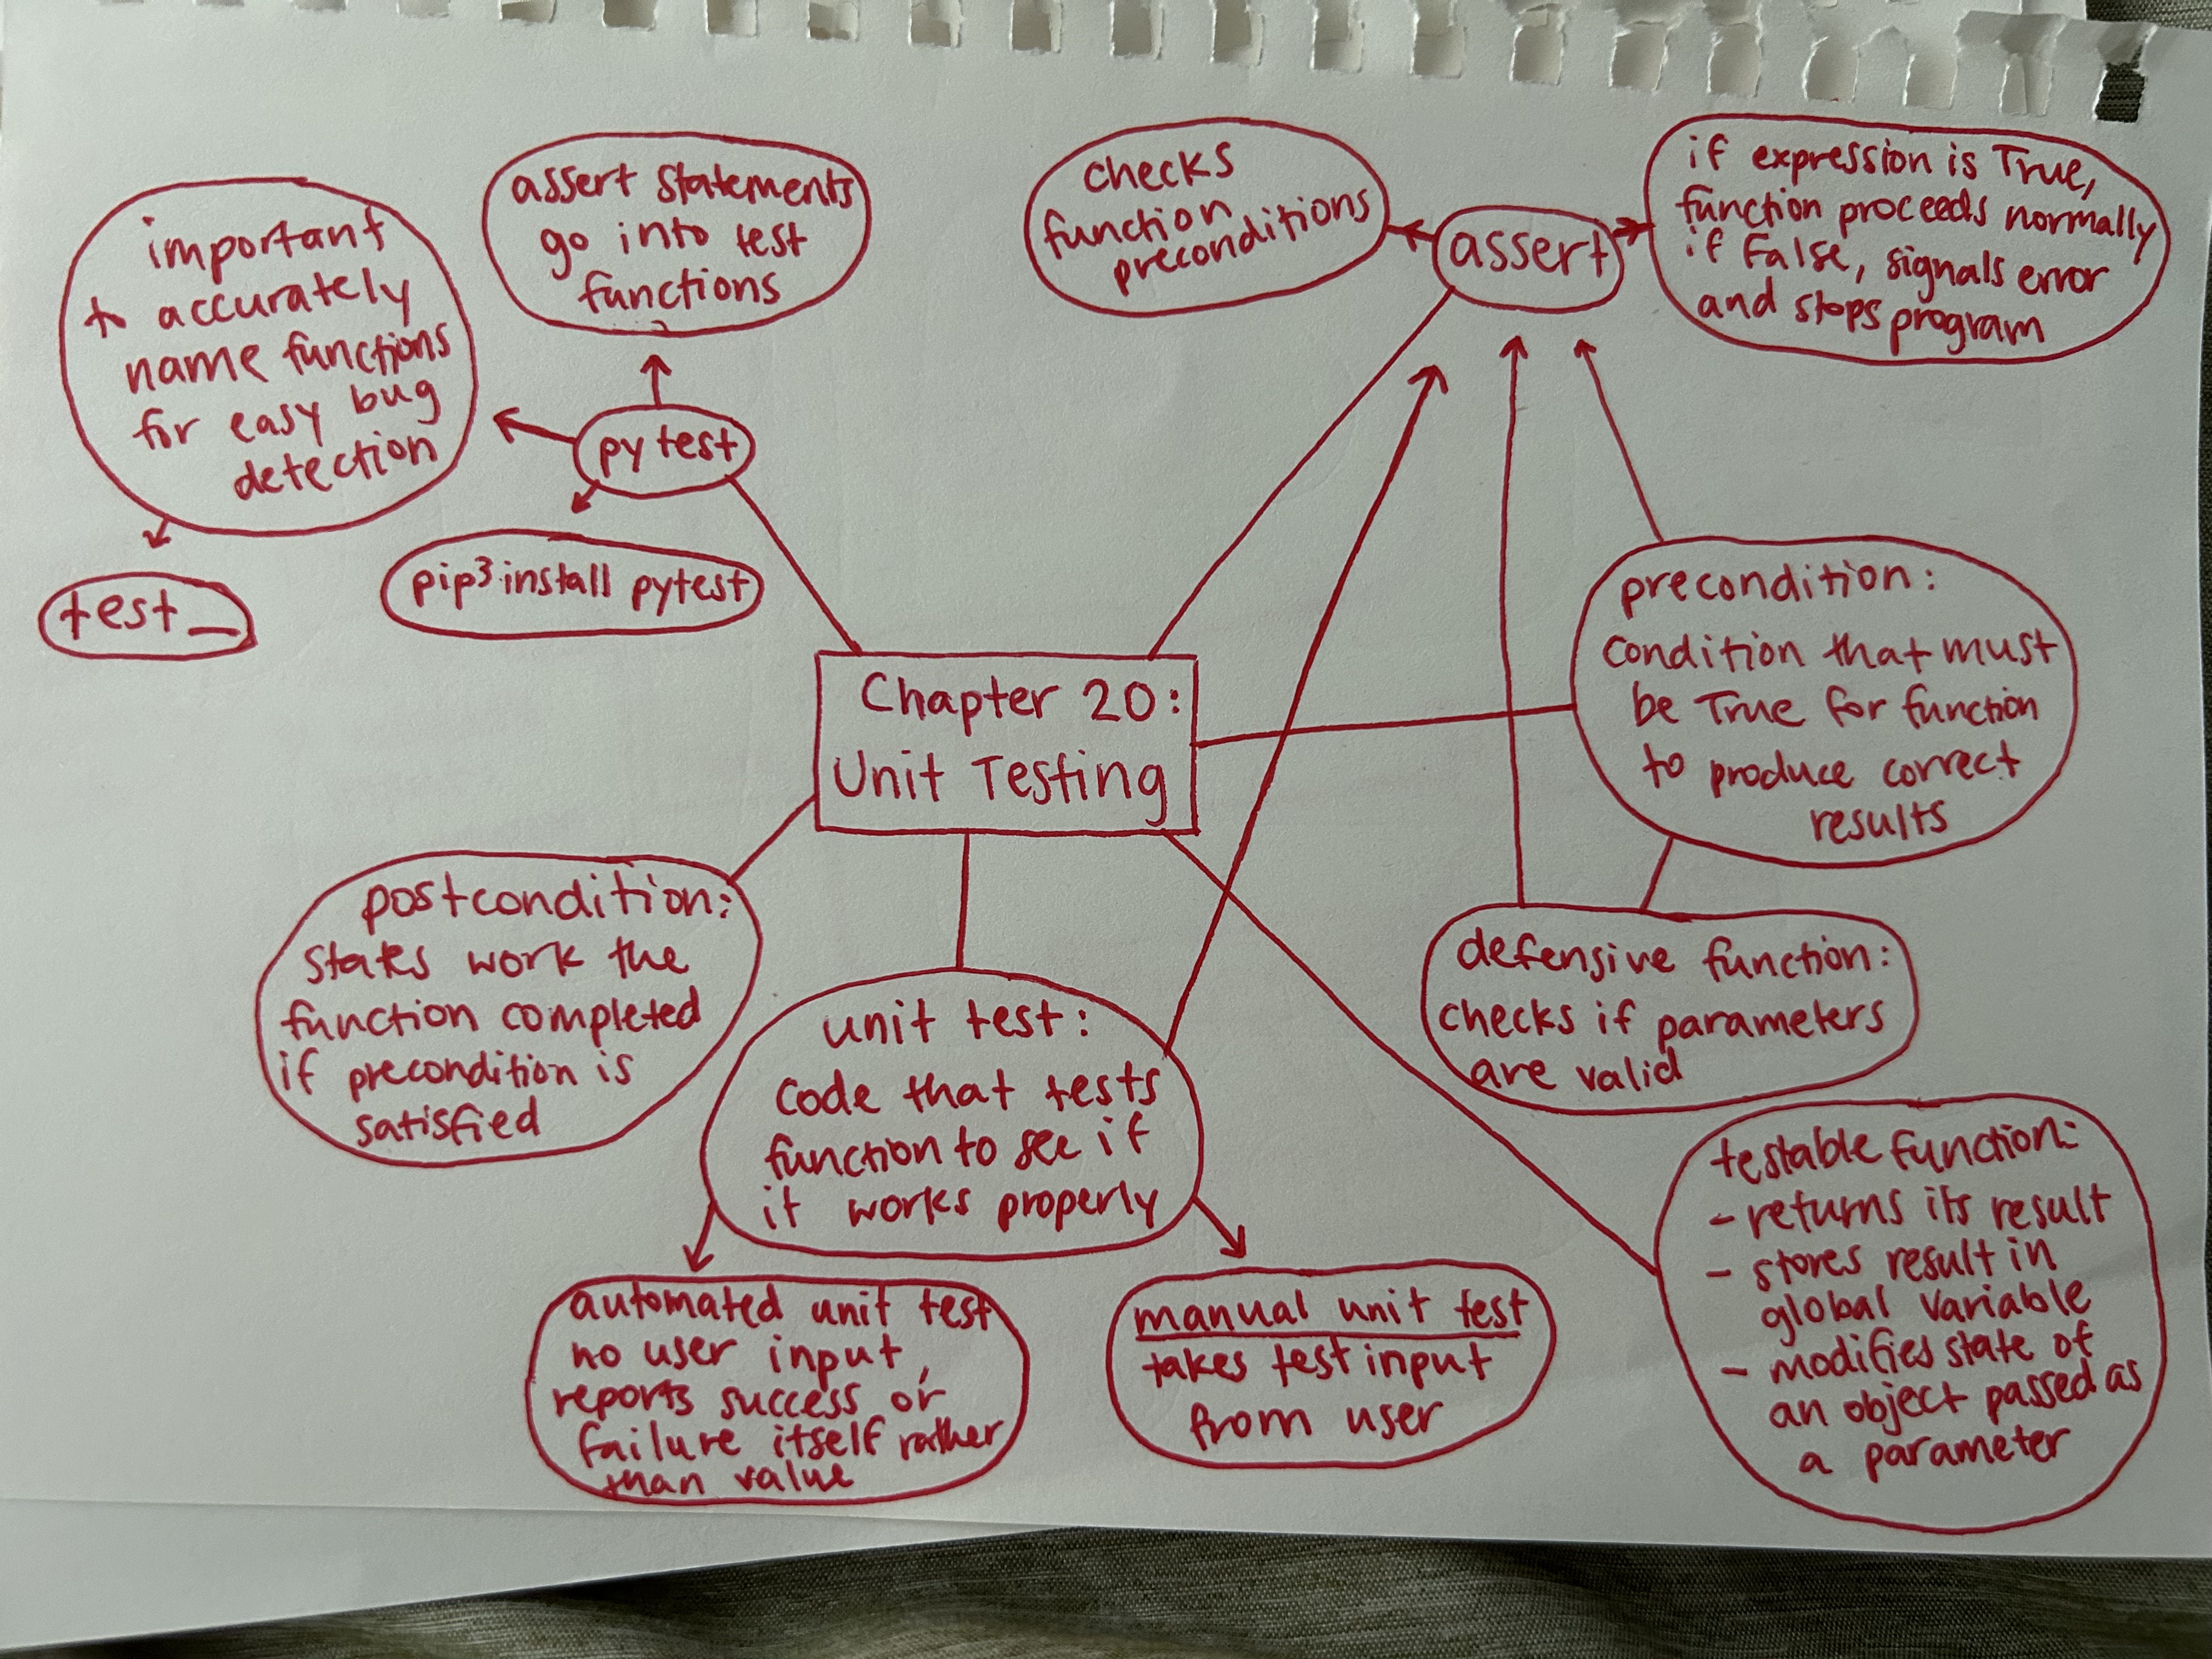 Chapter 20:
Unit Testing
pytest
assert statements
go into test
functions
important
t accurately
name functions
for easy bug
detection
test_
pip3 install pytest
assert
checks
function
preconditions
if expression is True,
function proceeds normally
if False, signals error
and stops program
precondition:
condition that must
be True for function
to produce correct
results
defensive function:
checks if parameters
are valid
testable function:
- returns its result
- stores result in
global variable
- modifies state of
an object passed as
a parameter
unit test:
code that tests
function to see if
it works properly
automated unit test
no user input
reports success or
failure itself rather
than value
manual unit test
takes test input
from user
postcondition:
states work the
function completed
if precondition is
satisfied